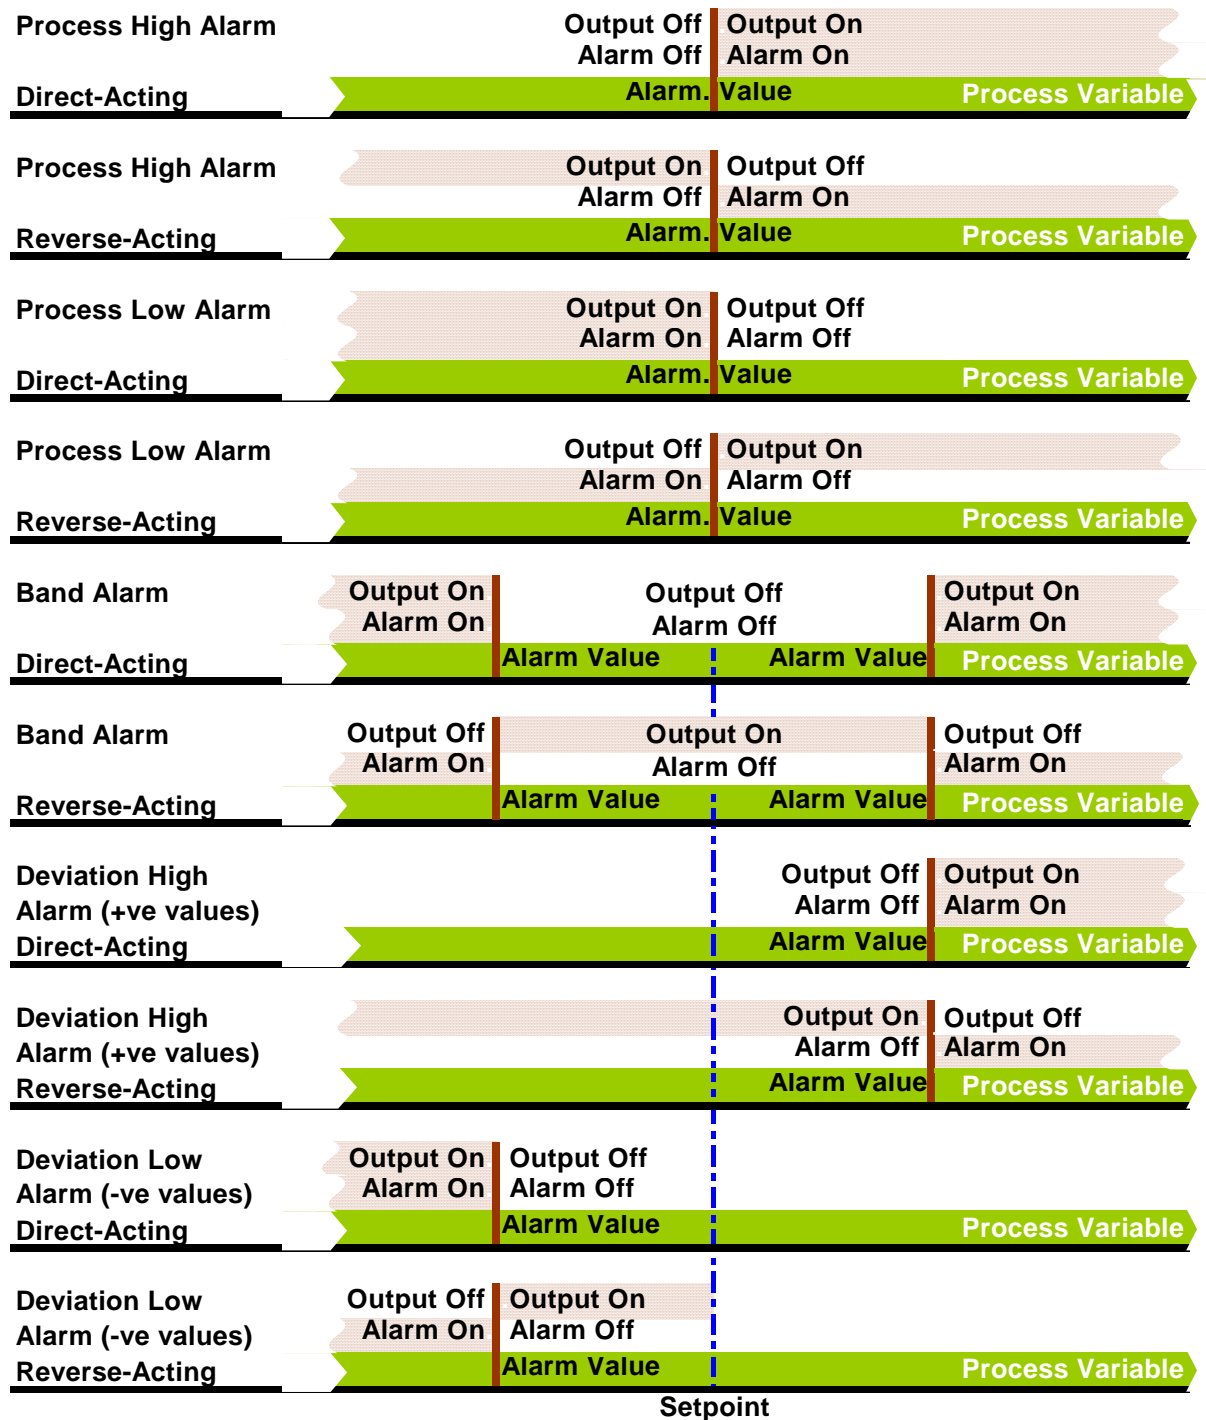 Process High Alarm Output Off Output On
Alarm Off Alarm On
Direct-Acting Alarm. Value Process Variable
Process High Alarm Output On Output Off
Alarm Off Alarm On
Reverse-Acting Alarm. Value Process Variable
Process Low Alarm Output On Output Off
Alarm On Alarm Off
Direct-Acting Alarm. Value Process Variable
Process Low Alarm Output Off Output On
Alarm On Alarm Off
Reverse-Acting Alarm. Value Process Variable
Band Alarm Output On Output Off Output On
Alarm On Alarm Off Alarm On
Direct-Acting Alarm Value Alarm Value Process Variable
Band Alarm Output Off Output On Output Off
Alarm On Alarm Off Alarm On
Reverse-Acting Alarm Value Alarm Value Process Variable
Deviation High Output Off Output On
Alarm (+ve values) Alarm Off Alarm On
Direct-Acting Alarm Value Process Variable
Deviation High Output On Output Off
Alarm (+ve values) Alarm Off Alarm On
Reverse-Acting Alarm Value Process Variable
Deviation Low Output On Output Off
Alarm (-ve values) Alarm On Alarm Off
Direct-Acting Alarm Value Process Variable
Deviation Low Output Off Output On
Alarm (-ve values) Alarm On Alarm Off
Reverse-Acting Alarm Value Process Variable
Setpoint